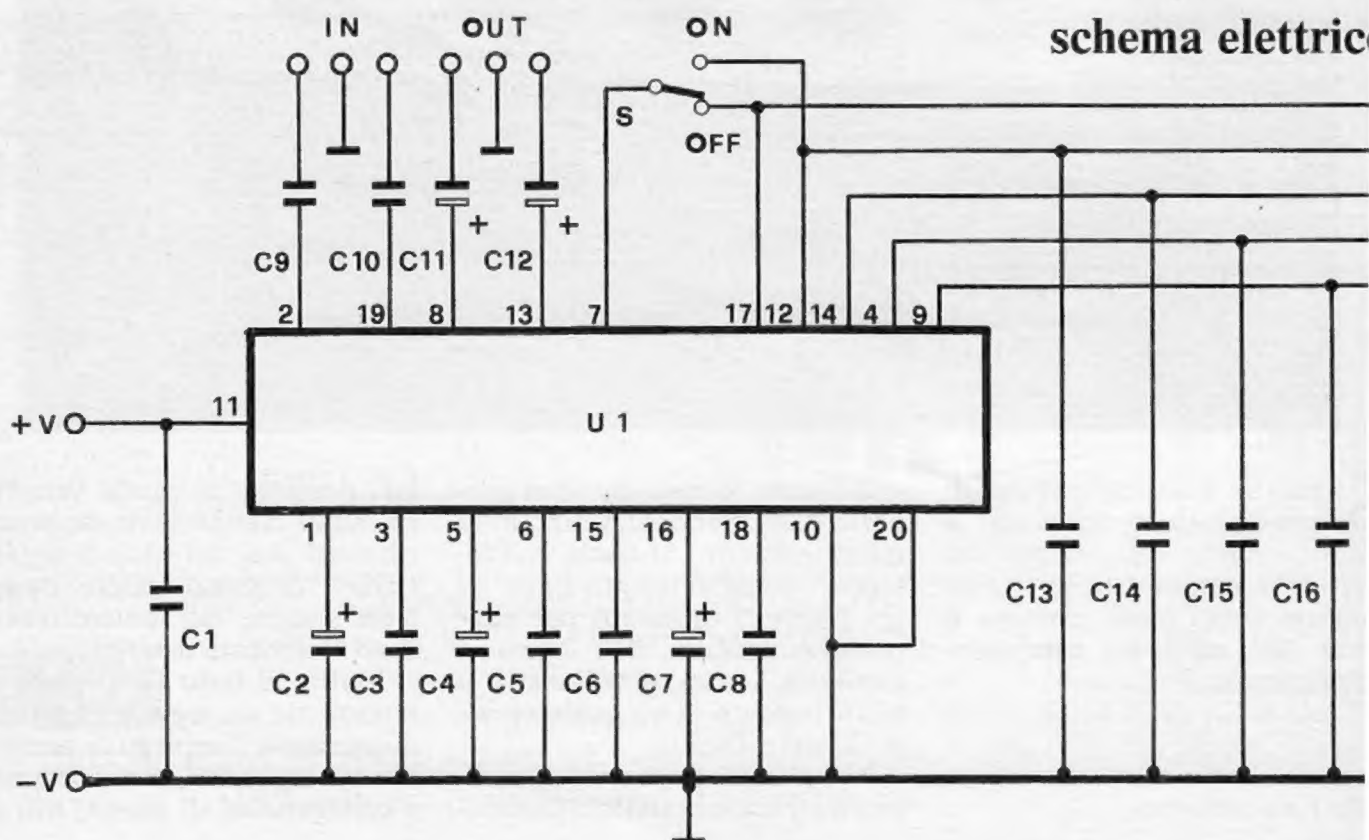 IN OUT ON
schema elettrico
S
OFF
C9 C10 C11 + C12 +
2 19 8 13 7 17 12 14 4 9
+V 11
U1
1 3 5 6 15 16 18 10 20
C13 C14 C15 C16
C1 + + +
C2 C3 C4 C5 C6 C7 C8
-V